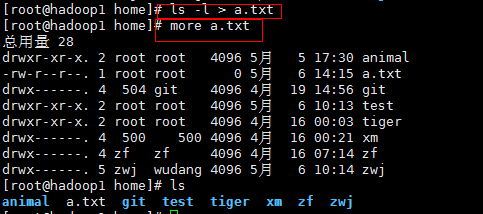 [root@hadoop1 home]# ls -l > a.txt
[root@hadoop1 home]# more a.txt
总用量 28
drwxr-xr-x. 2 root root   4096 5月   5 17:30 animal
-rw-r--r--. 1 root root      0 5月   6 14:15 a.txt
drwx------. 4  504 git    4096 4月  19 14:56 git
drwxr-xr-x. 2 root root   4096 5月   6 10:13 test
drwxr-xr-x. 2 root root   4096 4月  16 00:03 tiger
drwx------. 4  500    500 4096 4月  16 00:21 xm
drwx------. 4 zf   zf     4096 4月  16 07:14 zf
drwx------. 5 zwj  wudang 4096 5月   6 10:14 zwj
[root@hadoop1 home]# ls
animal  a.txt  git  test  tiger  xm  zf  zwj